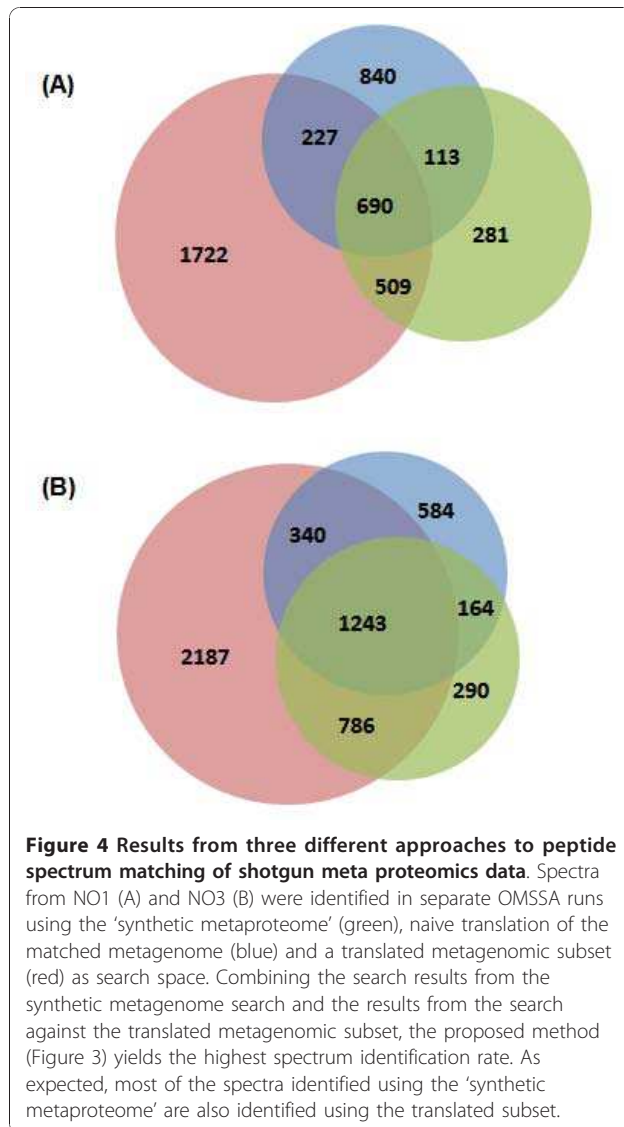 (A)
840
227
113
690
281
1722
509
(B)
584
340
164
1243
2187
290
786
Figure 4 Results from three different approaches to peptide
spectrum matching of shotgun meta proteomics data. Spectra
from NO1 (A) and NO3 (B) were identified in separate OMSSA runs
using the ‘synthetic metaproteome’ (green), naive translation of the
matched metagenome (blue) and a translated metagenomic subset
(red) as search space. Combining the search results from the
synthetic metagenome search and the results from the search
against the translated metagenomic subset, the proposed method
(Figure 3) yields the highest spectrum identification rate. As
expected, most of the spectra identified using the ‘synthetic
metaproteome’ are also identified using the translated subset.